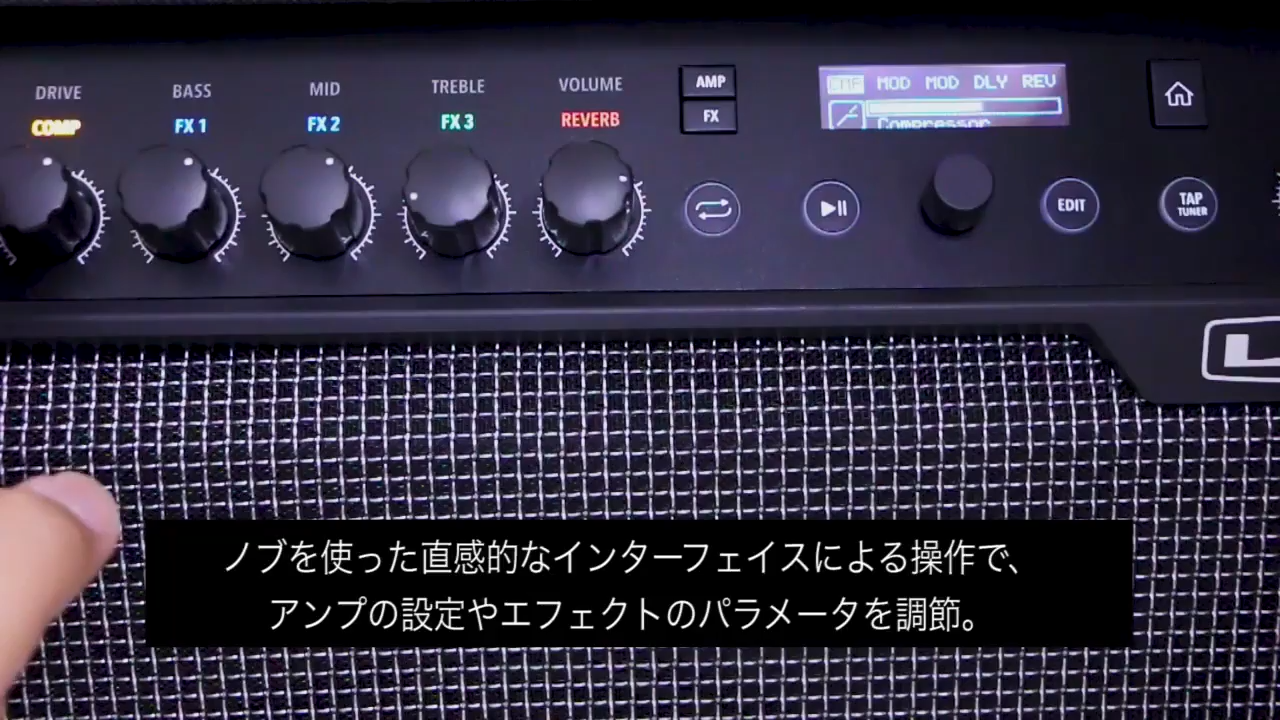 DRIVE BASS MID TREBLE VOLUME
COMP FX 1 FX 2 FX 3 REVERB
AMP
FX
CMP MOD MOD DLY REV
Compressor
EDIT
TAP
TUNER
L
ノブを使った直感的なインターフェイスによる操作で、
アンプの設定やエフェクトのパラメータを調節。